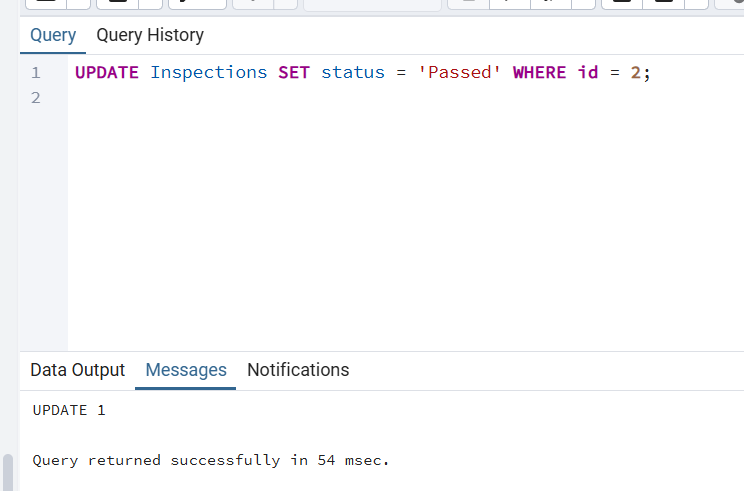 Query Query History
1 UPDATE Inspections SET status = 'Passed' WHERE id = 2;
2
Data Output Messages Notifications
UPDATE 1
Query returned successfully in 54 msec.